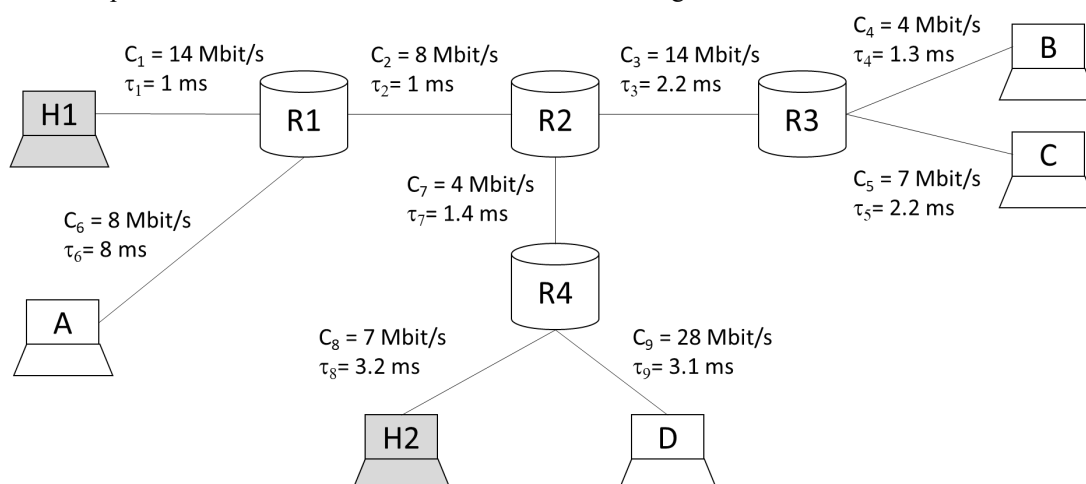 C₁ = 14 Mbit/s
τ₁= 1 ms
C₂ = 8 Mbit/s
τ₂= 1 ms
C₃ = 14 Mbit/s
τ₃= 2.2 ms
C₄ = 4 Mbit/s
τ₄= 1.3 ms
B
H1
R1
R2
R3
C
C₇ = 4 Mbit/s
τ₇= 1.4 ms
C₅ = 7 Mbit/s
τ₅= 2.2 ms
C₆ = 8 Mbit/s
τ₆= 8 ms
R4
A
C₈ = 7 Mbit/s
τ₈= 3.2 ms
C₉ = 28 Mbit/s
τ₉= 3.1 ms
H2
D